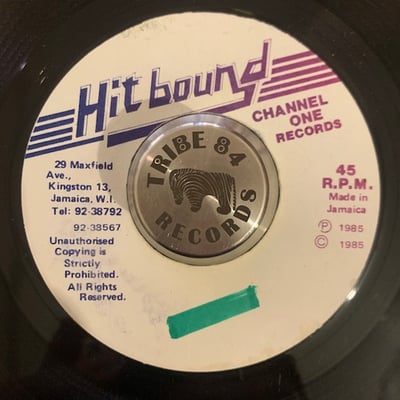 Hit bound
CHANNEL
ONE
RECORDS
29 Maxfield
Ave.,
Kingston 13,
Jamaica, W.I.
Tel: 92-38792
92-38567
Unauthorised
Copying is
Strictly
Prohibited.
All Rights
Reserved.
TRIBE 84
RECORDS
45
R.P.M.
Made in
Jamaica
Ⓟ 1985
© 1985